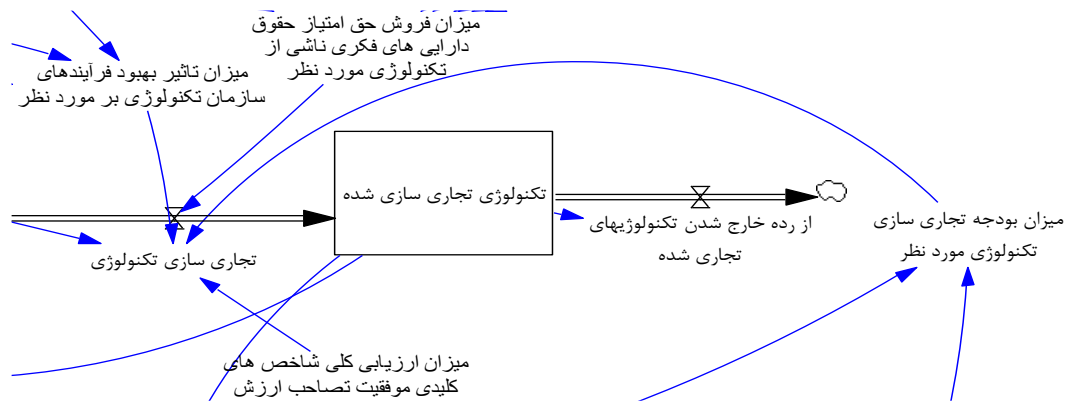 میزان فروش حق امتیاز حقوق
دارایی های فکری ناشی از
تکنولوژی مورد نظر
میزان تاثیر بهبود فرآیندهای
سازمان تکنولوژی بر مورد نظر
تکنولوژی تجاری سازی شده
از رده خارج شدن تکنولوژیهای
تجاری شده
میزان بودجه تجاری سازی
تکنولوژی مورد نظر
تجاری سازی تکنولوژی
میزان ارزیابی کلی شاخص های
کلیدی موفقیت تصاحب ارزش